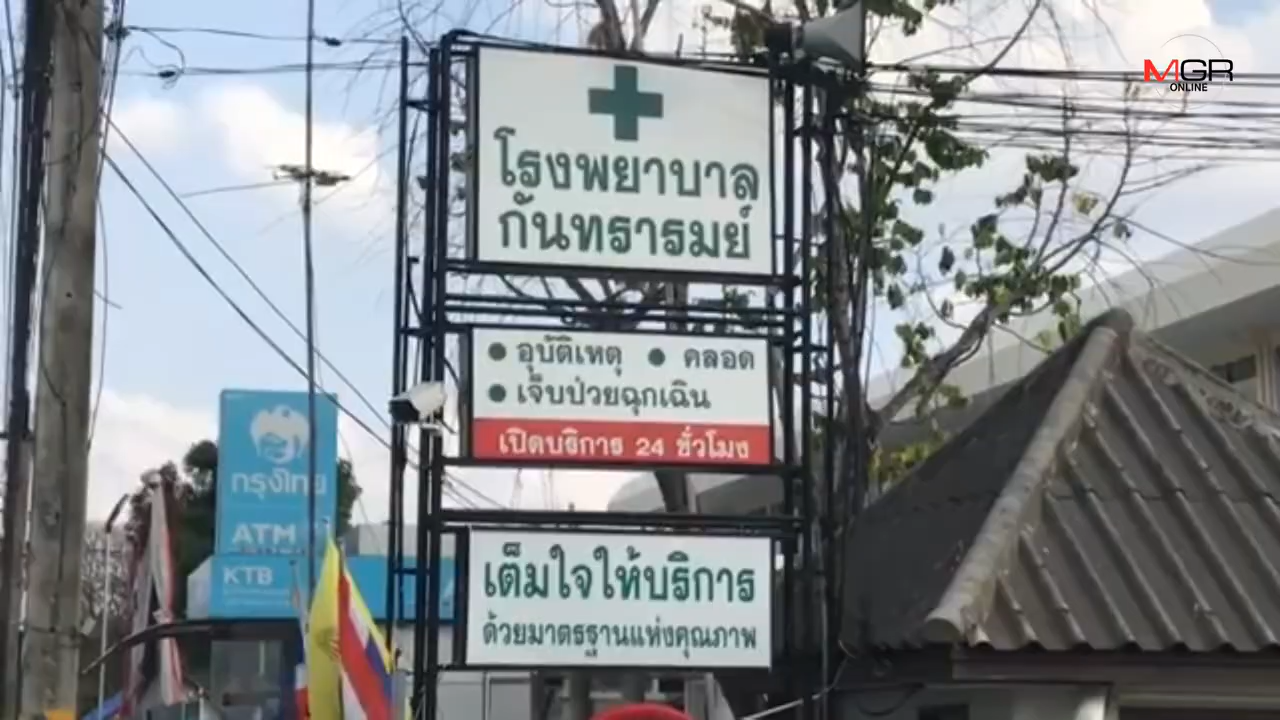 MGR
ONLINE
โรงพยาบาล
กันทรารมย์
• อุบัติเหตุ • คลอด
• เจ็บป่วยฉุกเฉิน
เปิดบริการ 24 ชั่วโมง
เต็มใจให้บริการ
ด้วยมาตรฐานแห่งคุณภาพ
กรุงไทย
ATM
KTB